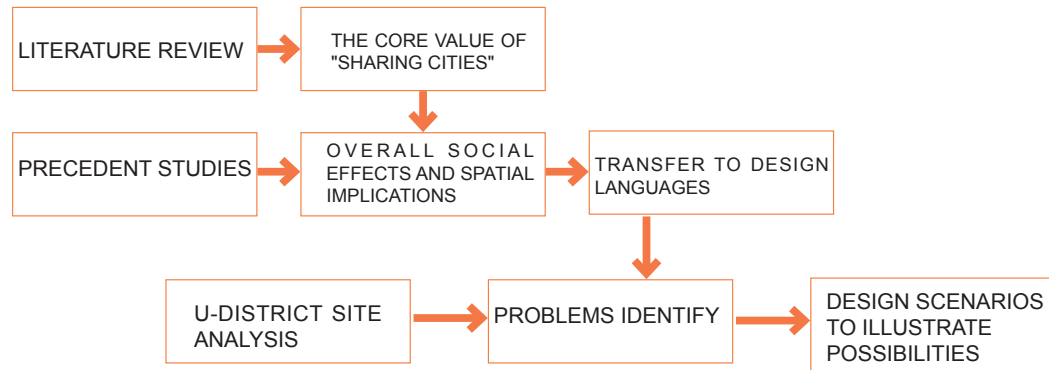 LITERATURE REVIEW
THE CORE VALUE OF
"SHARING CITIES"
PRECEDENT STUDIES
OVERALL SOCIAL
EFFECTS AND SPATIAL
IMPLICATIONS
TRANSFER TO DESIGN
LANGUAGES
U-DISTRICT SITE
ANALYSIS
PROBLEMS IDENTIFY
DESIGN SCENARIOS
TO ILLUSTRATE
POSSIBILITIES